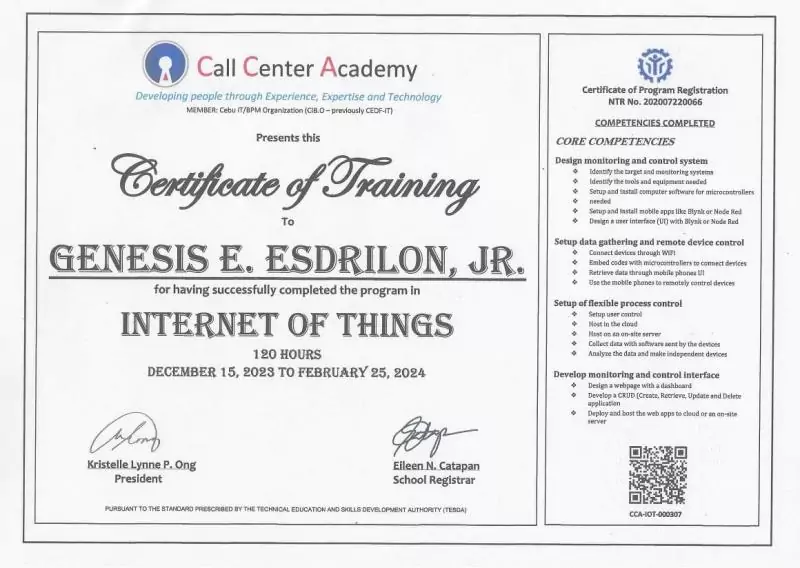 Call Center Academy
Developing people through Experience, Expertise and Technology
MEMBER: Cebu IT/BPM Organization (CIB.O – previously CEDF-IT)
Presents this
Certificate of Training
To
GENESIS E. ESDRILON, JR.
for having successfully completed the program in
INTERNET OF THINGS
120 HOURS
DECEMBER 15, 2023 TO FEBRUARY 25, 2024
Kristelle Lynne P. Ong
President
Eileen N. Catapan
School Registrar
PURSUANT TO THE STANDARD PRESCRIBED BY THE TECHNICAL EDUCATION AND SKILLS DEVELOPMENT AUTHORITY (TESDA)
Certificate of Program Registration
NTR No. 202007220066
COMPETENCIES COMPLETED
CORE COMPETENCIES
Design monitoring and control system
❖ Identify the target and monitoring systems
❖ Identify the tools and equipment needed
❖ Setup and install computer software for microcontrollers
❖ needed
❖ Setup and install mobile apps like Blynk or Node Red
❖ Design a user interface (UI) with Blynk or Node Red
Setup data gathering and remote device control
❖ Connect devices through WiFi
❖ Embed codes with microcontrollers to connect devices
❖ Retrieve data through mobile phones UI
❖ Use the mobile phones to remotely control devices
Setup of flexible process control
❖ Setup user control
❖ Host in the cloud
❖ Host on an on-site server
❖ Collect data with software sent by the devices
❖ Analyze the data and make independent devices
Develop monitoring and control interface
❖ Design a webpage with a dashboard
❖ Develop a CRUD (Create, Retrieve, Update and Delete
application
❖ Deploy and host the web apps to cloud or an on-site
server
CCA-IOT-000307